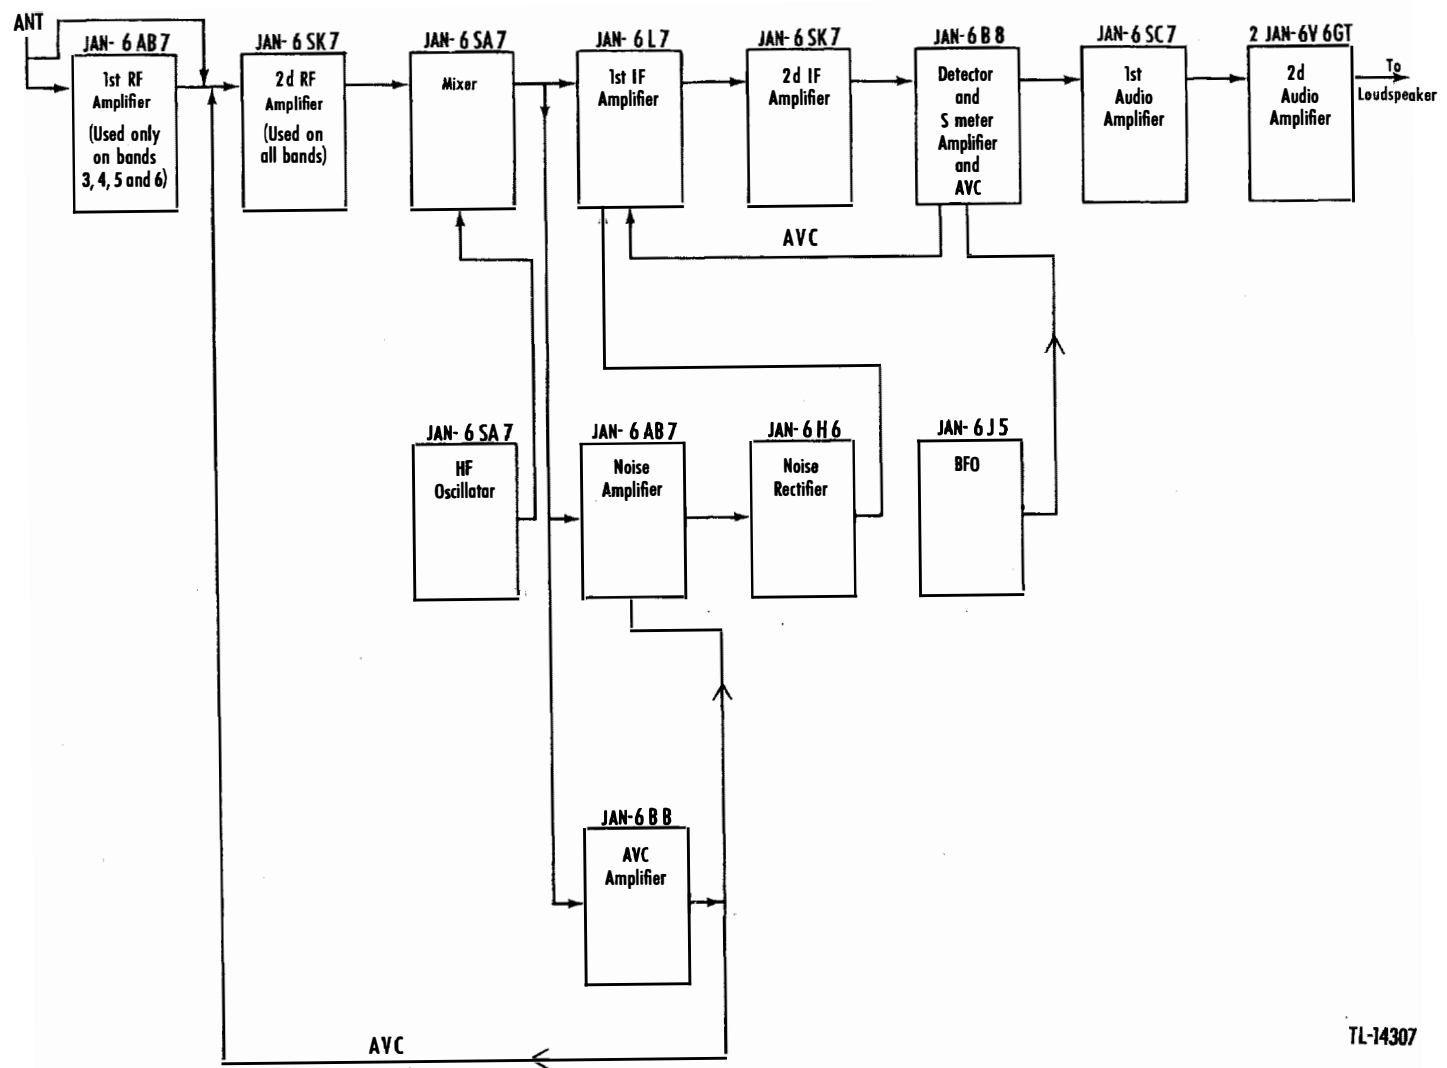 ANT
JAN- 6 AB 7
1st RF
Amplifier
(Used only
on bands
3, 4, 5 and 6)
JAN- 6 SK 7
2d RF
Amplifier
(Used on
all bands)
JAN- 6 SA 7
Mixer
JAN- 6 L 7
1st IF
Amplifier
JAN- 6 SK 7
2d IF
Amplifier
JAN-6 B 8
Detector
and
S meter
Amplifier
and
AVC
JAN- 6 SC 7
1st
Audio
Amplifier
2 JAN-6V 6GT
2d
Audio
Amplifier
To
Loudspeaker
AVC
JAN- 6 SA 7
HF
Oscillatar
JAN- 6 AB 7
Noise
Amplifier
JAN- 6 H 6
Noise
Rectifier
JAN- 6 J 5
BFO
JAN-6 B B
AVC
Amplifier
AVC
TL-14307